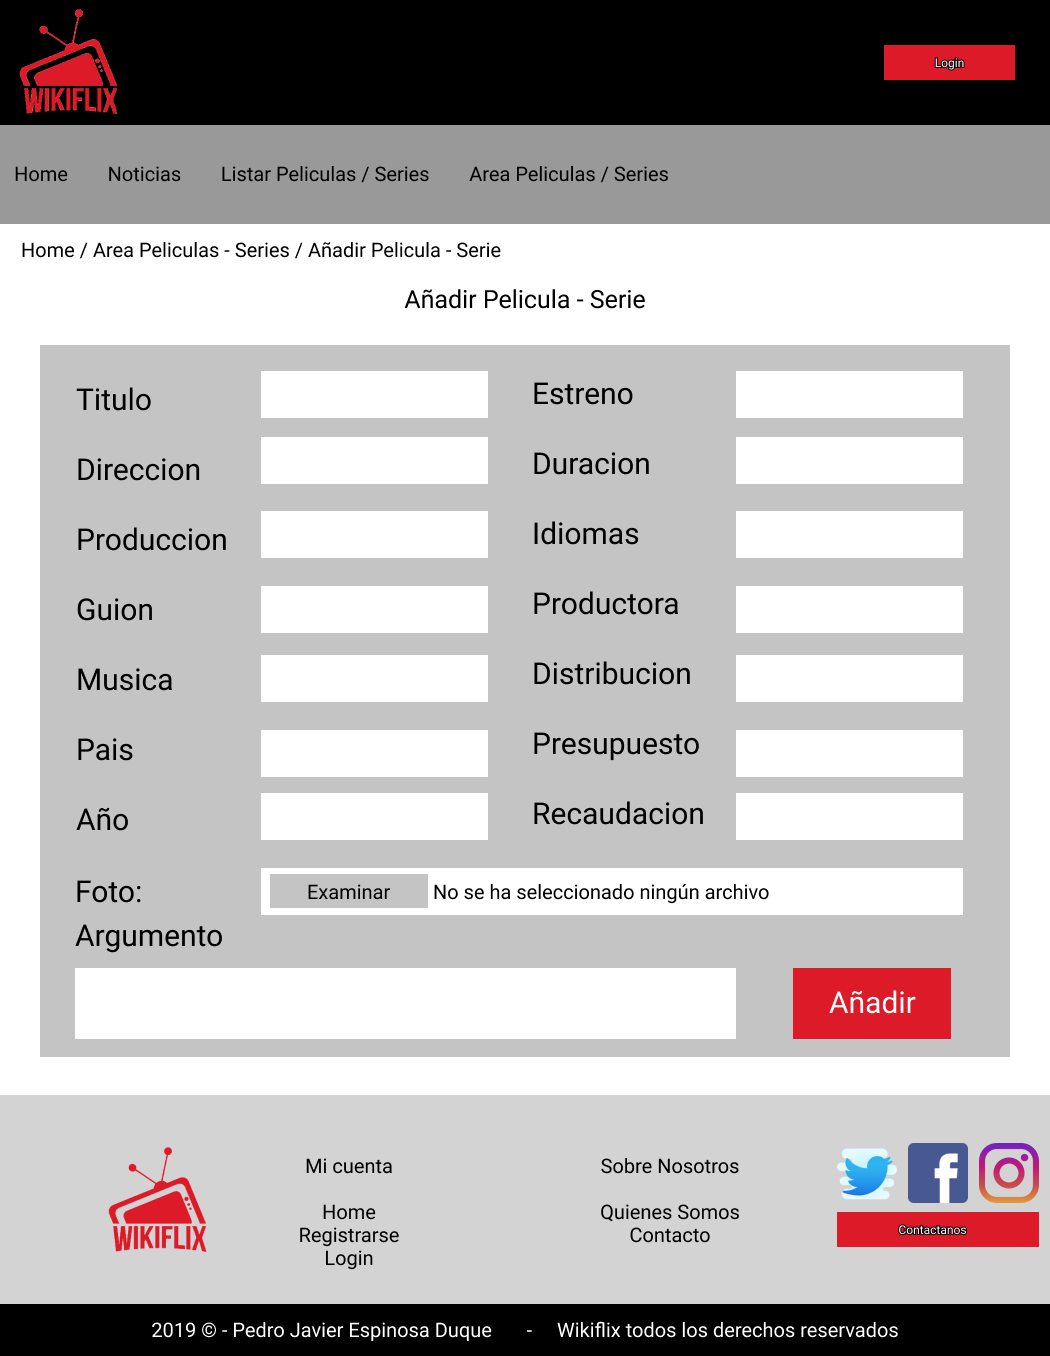 WIKIFLIX
Login
Home Noticias Listar Peliculas / Series Area Peliculas / Series
Home / Area Peliculas - Series / Añadir Pelicula - Serie
Añadir Pelicula - Serie
Titulo Estreno
Direccion Duracion
Produccion Idiomas
Guion Productora
Musica Distribucion
Pais Presupuesto
Año Recaudacion
Foto: Examinar No se ha seleccionado ningún archivo
Argumento
Añadir
WIKIFLIX
Mi cuenta
Home
Registrarse
Login
Sobre Nosotros
Quienes Somos
Contacto
Contactanos
2019 © - Pedro Javier Espinosa Duque - Wikiflix todos los derechos reservados